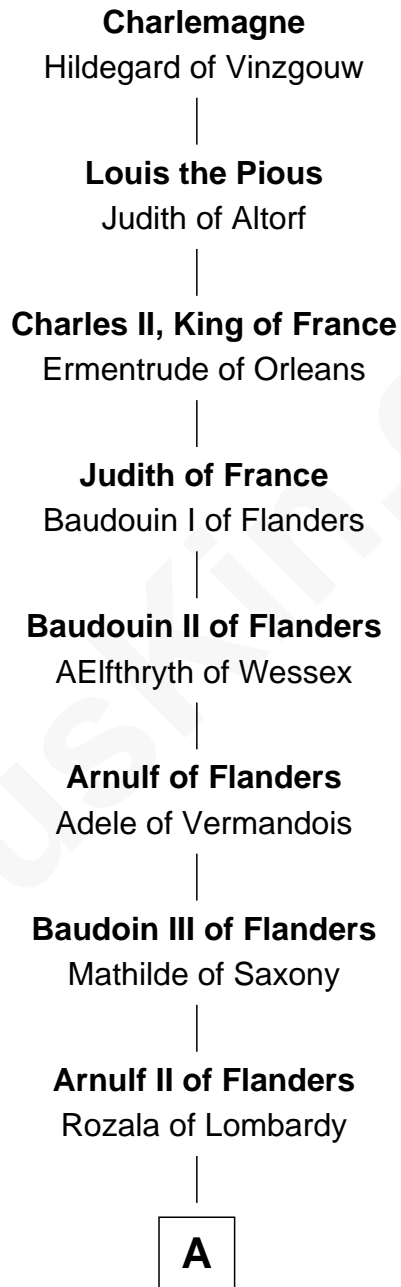 Charlemagne
Hildegard of Vinzgouw
Louis the Pious
Judith of Altorf
Charles II, King of France
Ermentrude of Orleans
Judith of France
Baudouin I of Flanders
Baudouin II of Flanders
AElfthryth of Wessex
Arnulf of Flanders
Adele of Vermandois
Baudoin III of Flanders
Mathilde of Saxony
Arnulf II of Flanders
Rozala of Lombardy
A